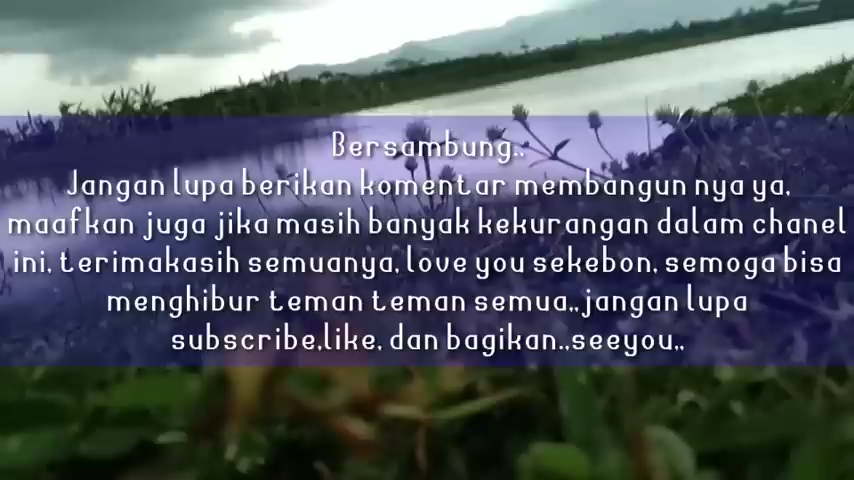 Bersambung..
Jangan lupa berikan komentar membangun nya ya,
maafkan juga jika masih banyak kekurangan dalam chanel
ini, terimakasih semuanya, love you sekebon, semoga bisa
menghibur teman teman semua,,jangan lupa
subscribe,like, dan bagikan.,seeyou,,